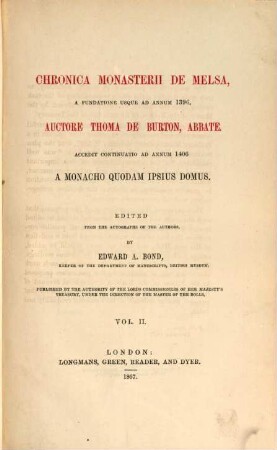 CHRONICA MONASTERII DE MELSA,
A FUNDATIONE USQUE AD ANNUM 1396,
AUCTORE THOMA DE BURTON, ABBATE.
ACCEDIT CONTINUATIO AD ANNUM 1406
A MONACHO QUODAM IPSIUS DOMUS.
EDITED
FROM THE AUTOGRAPHS OF THE AUTHORS,
BY
EDWARD A. BOND,
KEEPER OF THE DEPARTMENT OF MANUSCRIPTS, BRITISH MUSEUM.
PUBLISHED BY THE AUTHORITY OF THE LORDS COMMISSIONERS OF HER MAJESTY'S
TREASURY, UNDER THE DIRECTION OF THE MASTER OF THE ROLLS.
VOL. II.
LONDON:
LONGMANS, GREEN, READER, AND DYER.
1867.